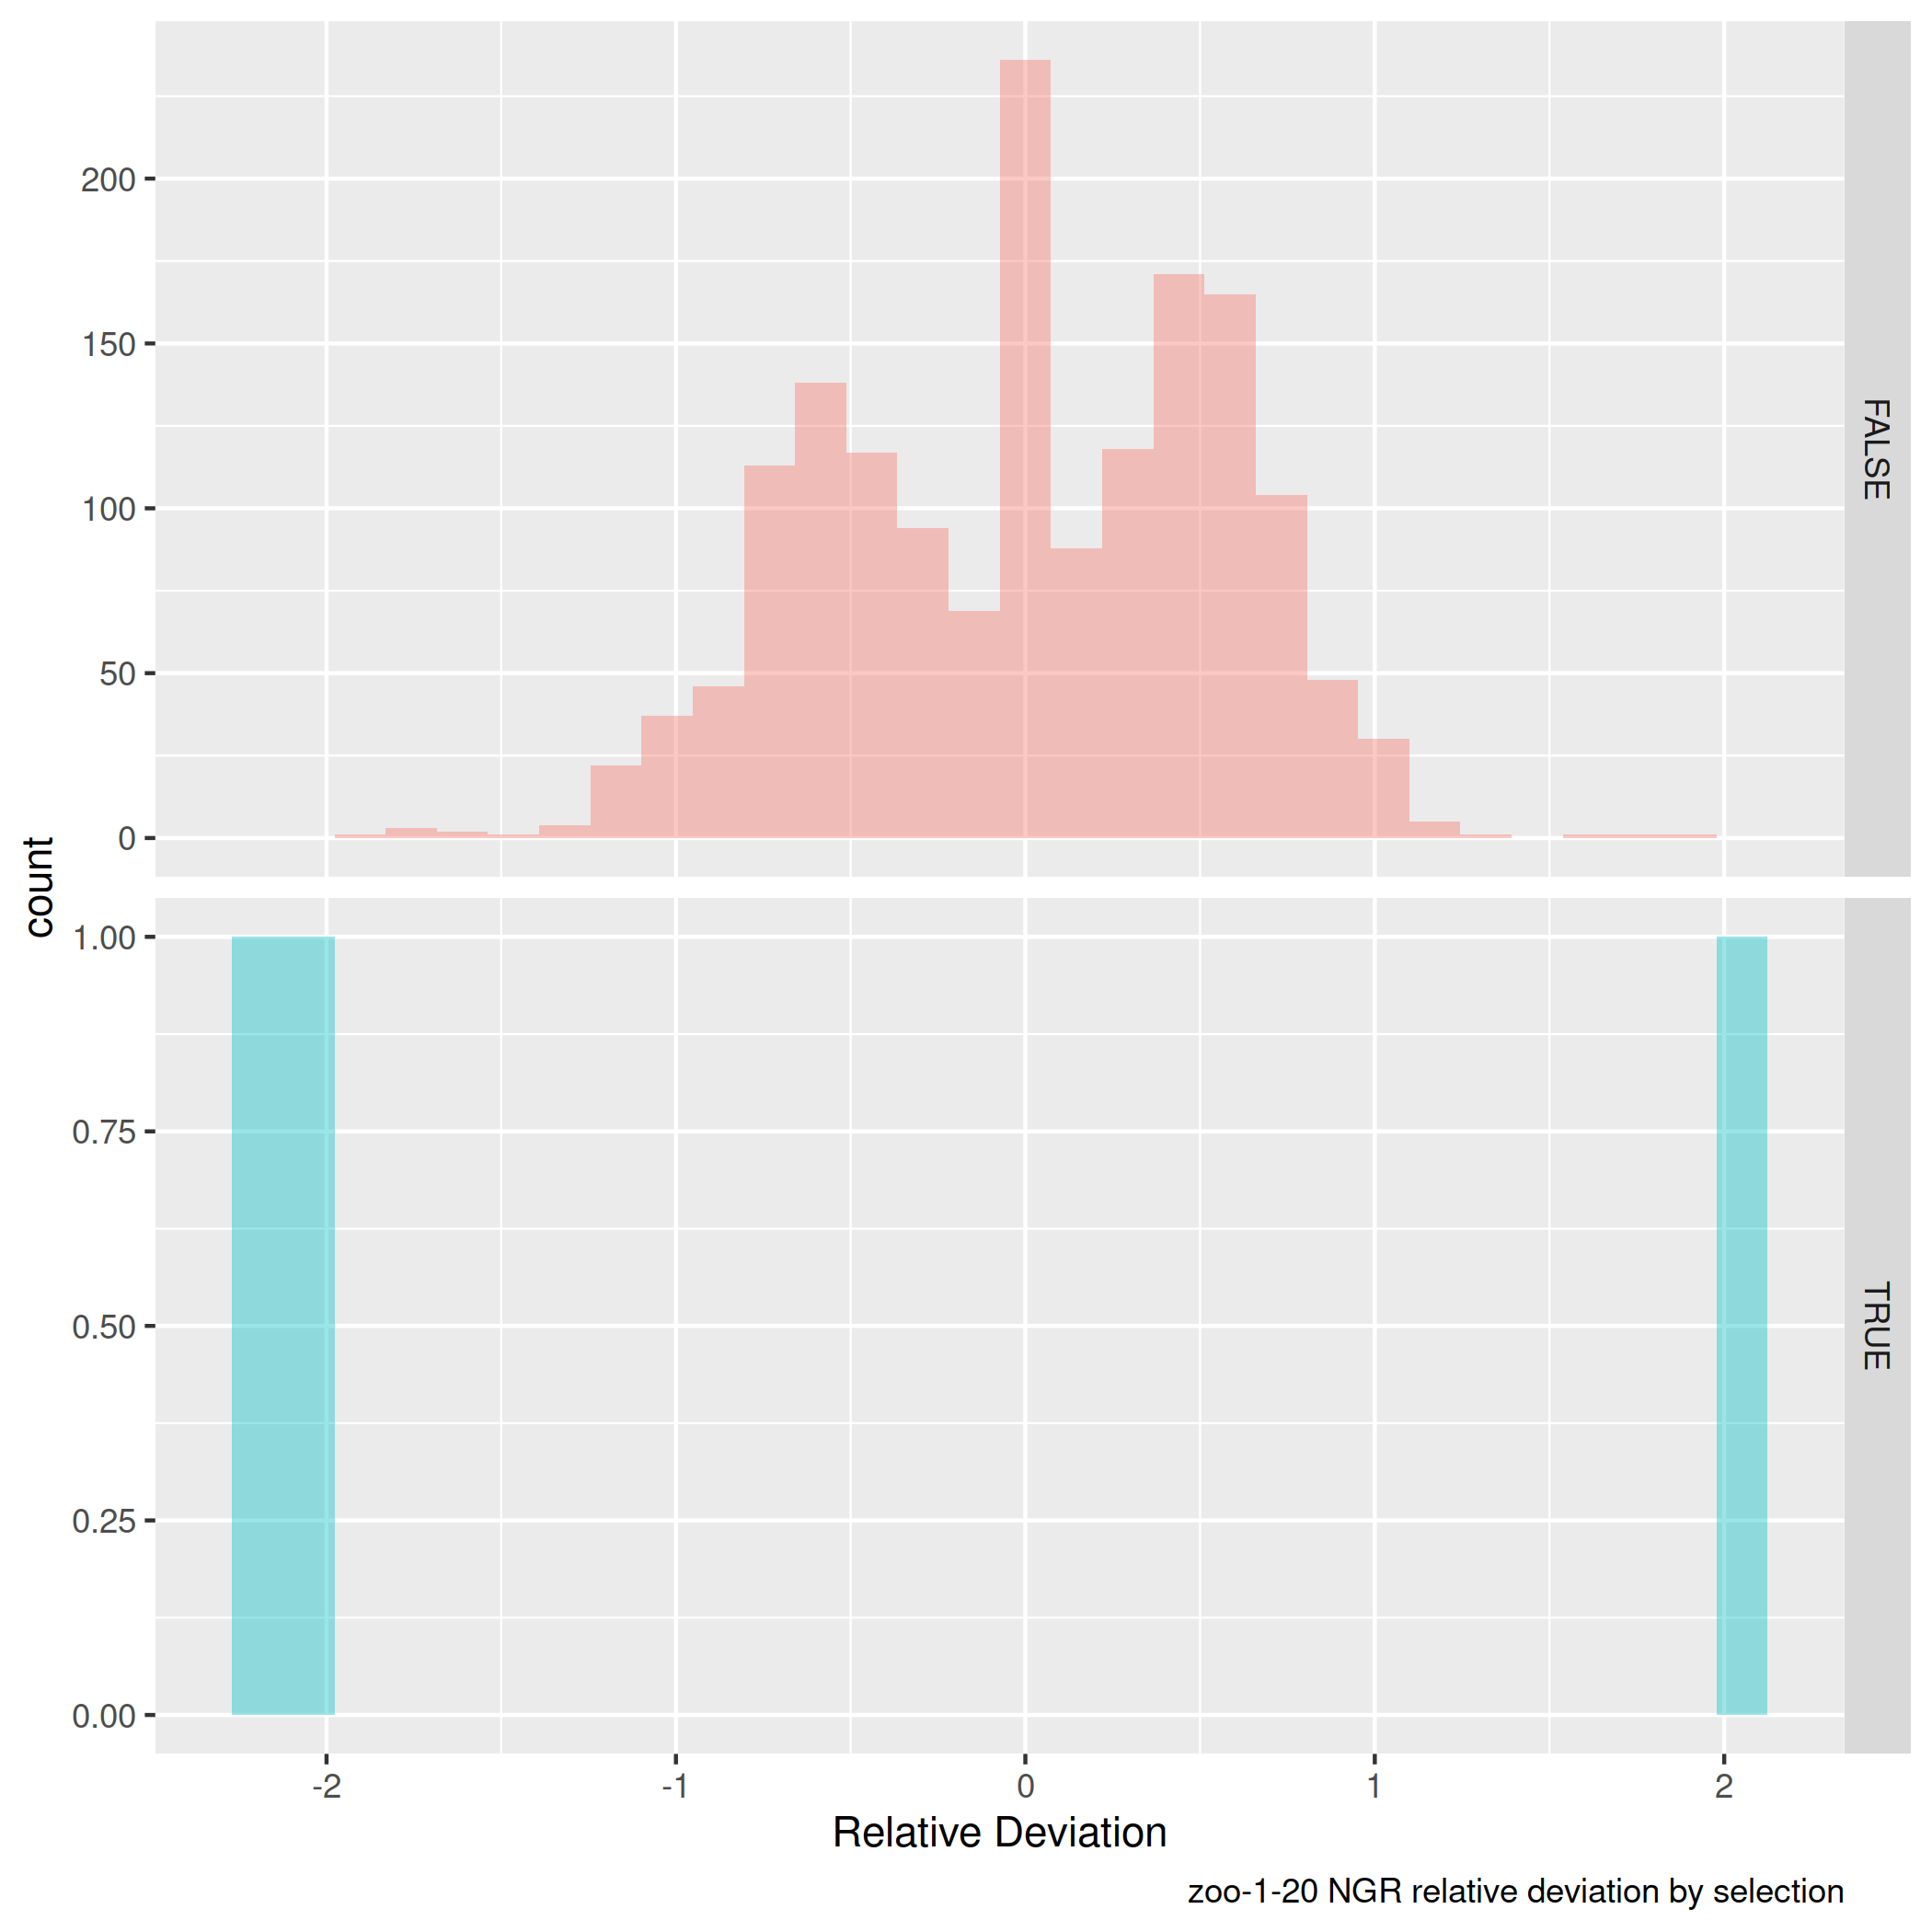 count
200
150
100
50
0
FALSE
1.00
0.75
0.50
0.25
0.00
TRUE
-2 -1 0 1 2
Relative Deviation
zoo-1-20 NGR relative deviation by selection